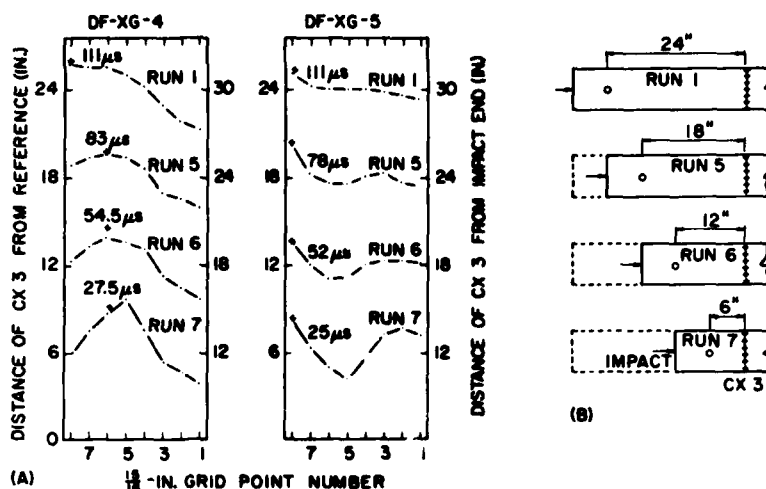 DF-XG-4
DF-XG-5
DISTANCE OF CX 3 FROM REFERENCE (IN.)
24
18
12
6
0
111μs
RUN 1
83μs
RUN 5
54.5μs
RUN 6
27.5μs
RUN 7
30
24
18
12
7 5 3 1
24
18
12
6
111μs
RUN 1
78μs
RUN 5
52μs
RUN 6
25μs
RUN 7
30
24
18
12
7 5 3 1
DISTANCE OF CX 3 FROM IMPACT END (IN.)
(A)
15/16-IN. GRID POINT NUMBER
24"
RUN 1
18"
RUN 5
12"
RUN 6
6"
RUN 7
IMPACT
CX 3
(B)